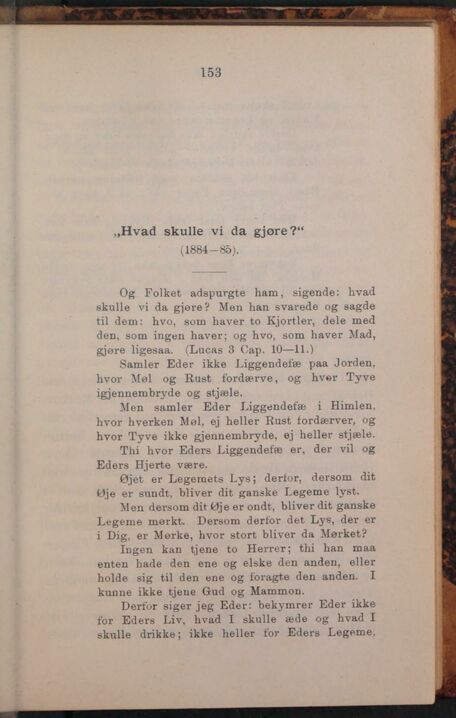 153
„Hvad skulle vi da gjøre?“
(1884—85).
Og Folket adspurgte ham, sigende: hvad
skulle vi da gjøre? Men han svarede og sagde
til dem: hvo, som haver to Kjortler, dele med
den, som ingen haver; og hvo, som haver Mad,
gjøre ligesaa. (Lucas 3 Cap. 10—11.)
Samler Eder ikke Liggendefæ paa Jorden,
hvor Møl og Rust fordærve, og hvor Tyve
igjennembryde og stjæle.
Men samler Eder Liggendefæ i Himlen,
hvor hverken Møl, ej heller Rust fordærver, og
hvor Tyve ikke gjennembryde, ej heller stjæle.
Thi hvor Eders Liggendefæ er, der vil og
Eders Hjerte være.
Øjet er Legemets Lys; derfor, dersom dit
Øje er sundt, bliver dit ganske Legeme lyst.
Men dersom dit Øje er ondt, bliver dit ganske
Legeme mørkt. Dersom derfor det Lys, der er
i Dig, er Mørke, hvor stort bliver da Mørket?
Ingen kan tjene to Herrer; thi han maa
enten hade den ene og elske den anden, eller
holde sig til den ene og foragte den anden. I
kunne ikke tjene Gud og Mammon.
Derfor siger jeg Eder: bekymrer Eder ikke
for Eders Liv, hvad I skulle æde og hvad I
skulle drikke; ikke heller for Eders Legeme,